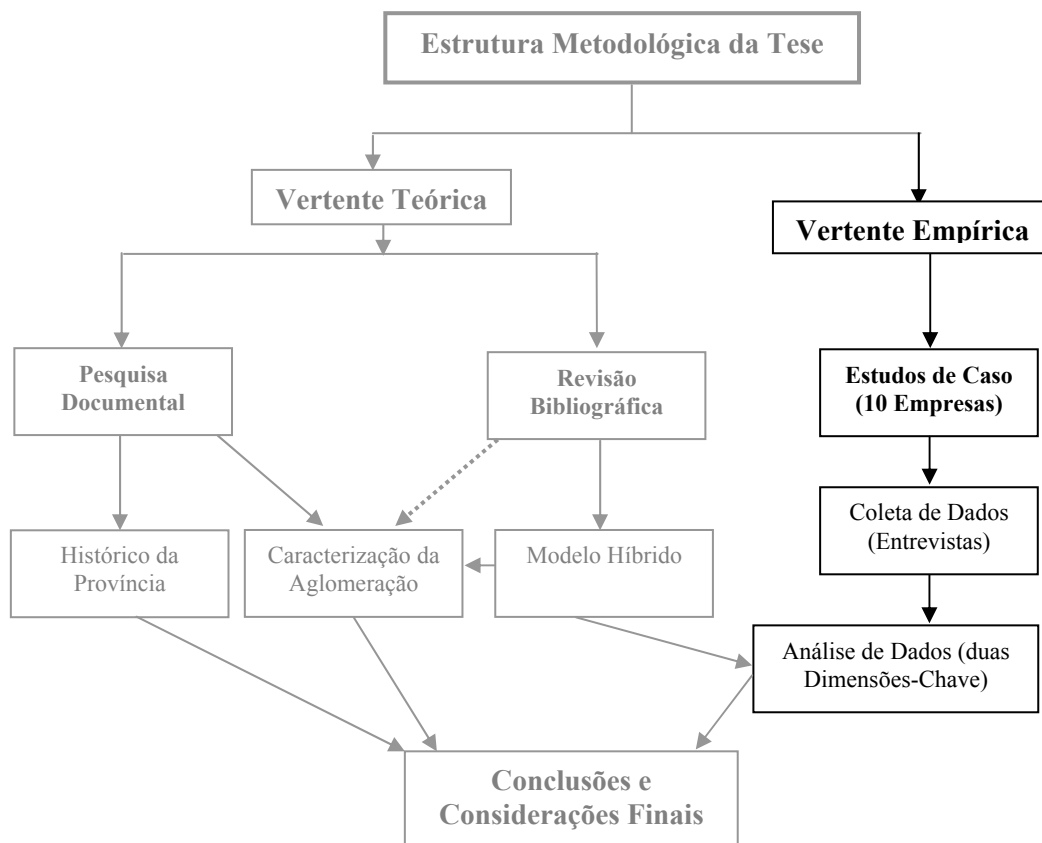 Estrutura Metodológica da Tese
Vertente Teórica
Vertente Empírica
Pesquisa
Documental
Revisão
Bibliográfica
Estudos de Caso
(10 Empresas)
Histórico da
Província
Caracterização da
Aglomeração
Modelo Híbrido
Coleta de Dados
(Entrevistas)
Análise de Dados (duas
Dimensões-Chave)
Conclusões e
Considerações Finais